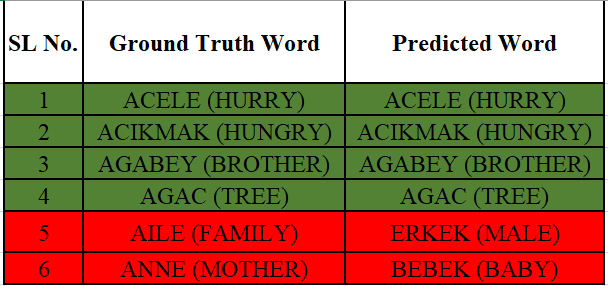 SL No. Ground Truth Word Predicted Word
1 ACELE (HURRY) ACELE (HURRY)
2 ACIKMAK (HUNGRY) ACIKMAK (HUNGRY)
3 AGABEY (BROTHER) AGABEY (BROTHER)
4 AGAC (TREE) AGAC (TREE)
5 AILE (FAMILY) ERKEK (MALE)
6 ANNE (MOTHER) BEBEK (BABY)